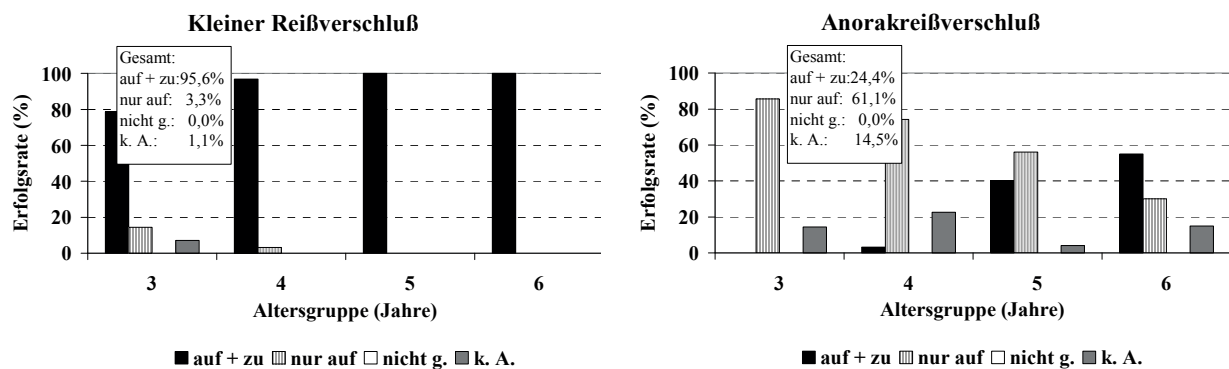 Kleiner Reißverschluß
Gesamt:
auf + zu:95,6%
nur auf: 3,3%
nicht g.: 0,0%
k. A.: 1,1%
Erfolgsrate (%)
100
80
60
40
20
0
3 4 5 6
Altersgruppe (Jahre)
auf + zu nur auf nicht g. k. A.
Anorakreißverschluß
Gesamt:
auf + zu:24,4%
nur auf: 61,1%
nicht g.: 0,0%
k. A.: 14,5%
Erfolgsrate (%)
100
80
60
40
20
0
3 4 5 6
Altersgruppe (Jahre)
auf + zu nur auf nicht g. k. A.